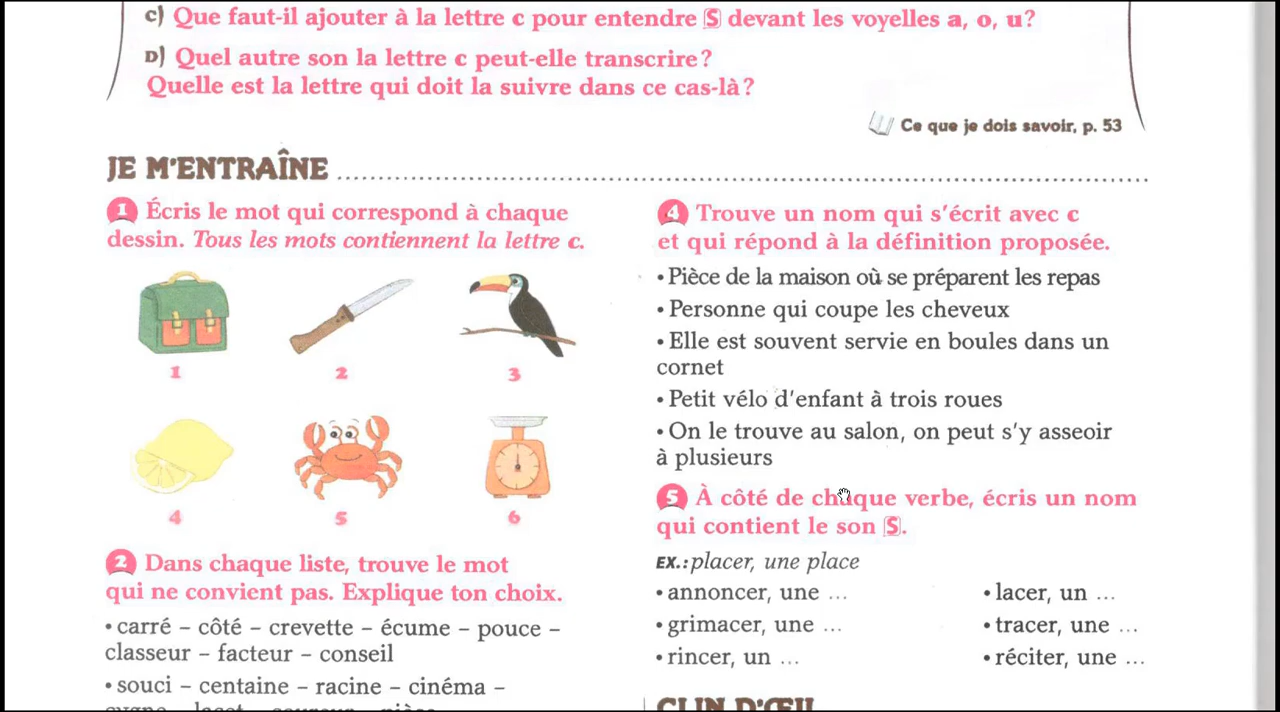 c) Que faut-il ajouter à la lettre c pour entendre [S] devant les voyelles a, o, u?
D) Quel autre son la lettre c peut-elle transcrire?
Quelle est la lettre qui doit la suivre dans ce cas-là?
Ce que je dois savoir, p. 53
JE M'ENTRAÎNE
1 Écris le mot qui correspond à chaque
dessin. Tous les mots contiennent la lettre c.
1
2
3
4
5
6
2 Dans chaque liste, trouve le mot
qui ne convient pas. Explique ton choix.
• carré – côté – crevette – écume – pouce –
classeur – facteur – conseil
• souci – centaine – racine – cinéma –
4 Trouve un nom qui s'écrit avec c
et qui répond à la définition proposée.
• Pièce de la maison où se préparent les repas
• Personne qui coupe les cheveux
• Elle est souvent servie en boules dans un
cornet
• Petit vélo d'enfant à trois roues
• On le trouve au salon, on peut s'y asseoir
à plusieurs
5 À côté de chaque verbe, écris un nom
qui contient le son [S].
EX.: placer, une place
• annoncer, une ...
• grimacer, une ...
• rincer, un ...
• lacer, un ...
• tracer, une ...
• réciter, une ...
CLIN D'ŒIL